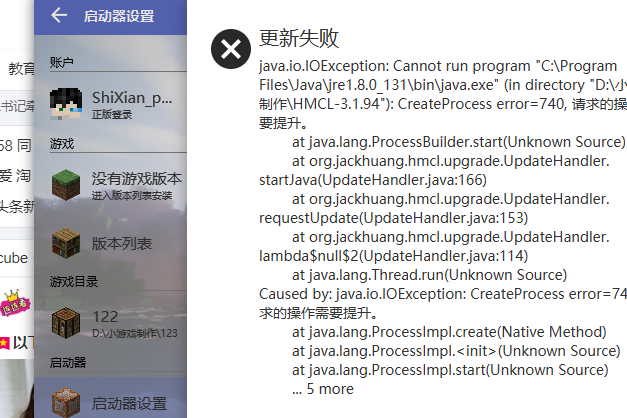 启动器设置
账户
ShiXian_p...
正版登录
游戏
没有游戏版本
进入版本列表安装
版本列表
游戏目录
122
D:\小游戏制作\123
启动器
启动器设置
教育
书记牵
58 同
爱 淘
头条新
cube
以下
更新失败
java.io.IOException: Cannot run program "C:\Program
Files\Java\jre1.8.0_131\bin\java.exe" (in directory "D:\小
制作\HMCL-3.1.94"): CreateProcess error=740, 请求的操
要提升。
at java.lang.ProcessBuilder.start(Unknown Source)
at org.jackhuang.hmcl.upgrade.UpdateHandler.
startJava(UpdateHandler.java:166)
at org.jackhuang.hmcl.upgrade.UpdateHandler.
requestUpdate(UpdateHandler.java:153)
at org.jackhuang.hmcl.upgrade.UpdateHandler.
lambda$null$2(UpdateHandler.java:114)
at java.lang.Thread.run(Unknown Source)
Caused by: java.io.IOException: CreateProcess error=74
求的操作需要提升。
at java.lang.ProcessImpl.create(Native Method)
at java.lang.ProcessImpl.<init>(Unknown Source)
at java.lang.ProcessImpl.start(Unknown Source)
... 5 more